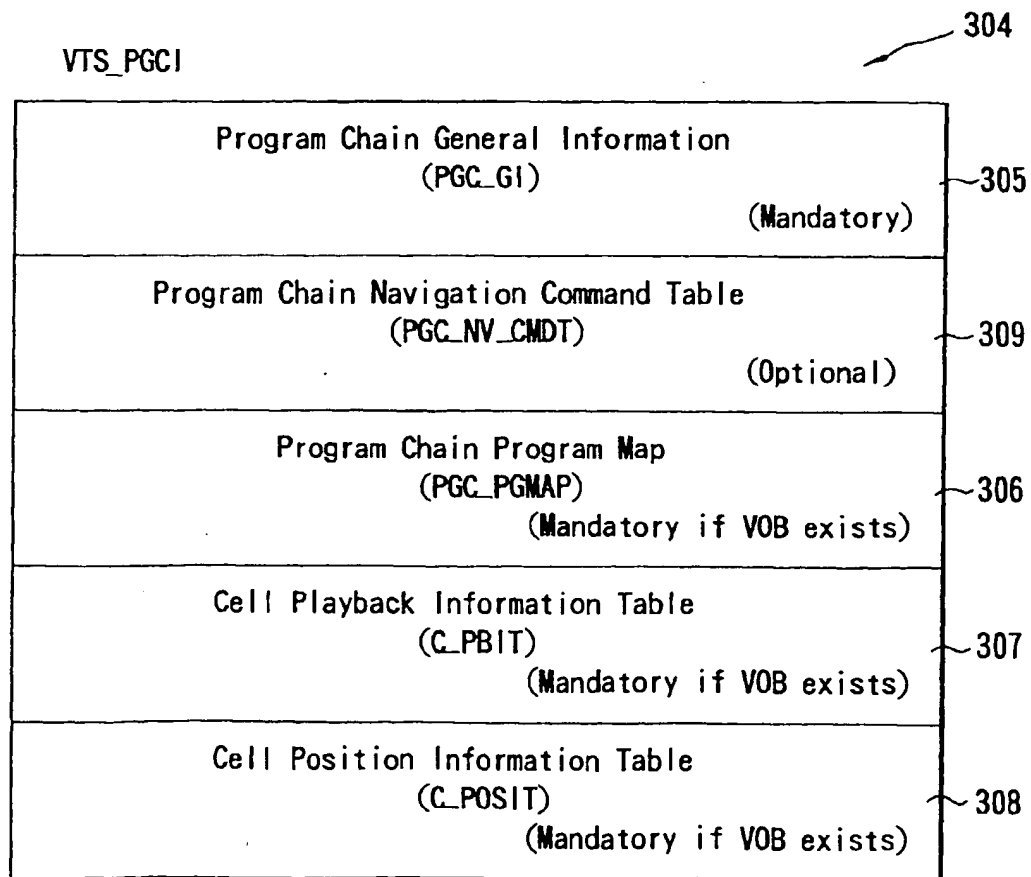 304
VTS_PGCI
Program Chain General Information
(PGC_GI)
(Mandatory)
305
Program Chain Navigation Command Table
(PGC_NV_CMDT)
(Optional)
309
Program Chain Program Map
(PGC_PGMAP)
(Mandatory if VOB exists)
306
Cell Playback Information Table
(C_PBIT)
(Mandatory if VOB exists)
307
Cell Position Information Table
(C_POSIT)
(Mandatory if VOB exists)
308